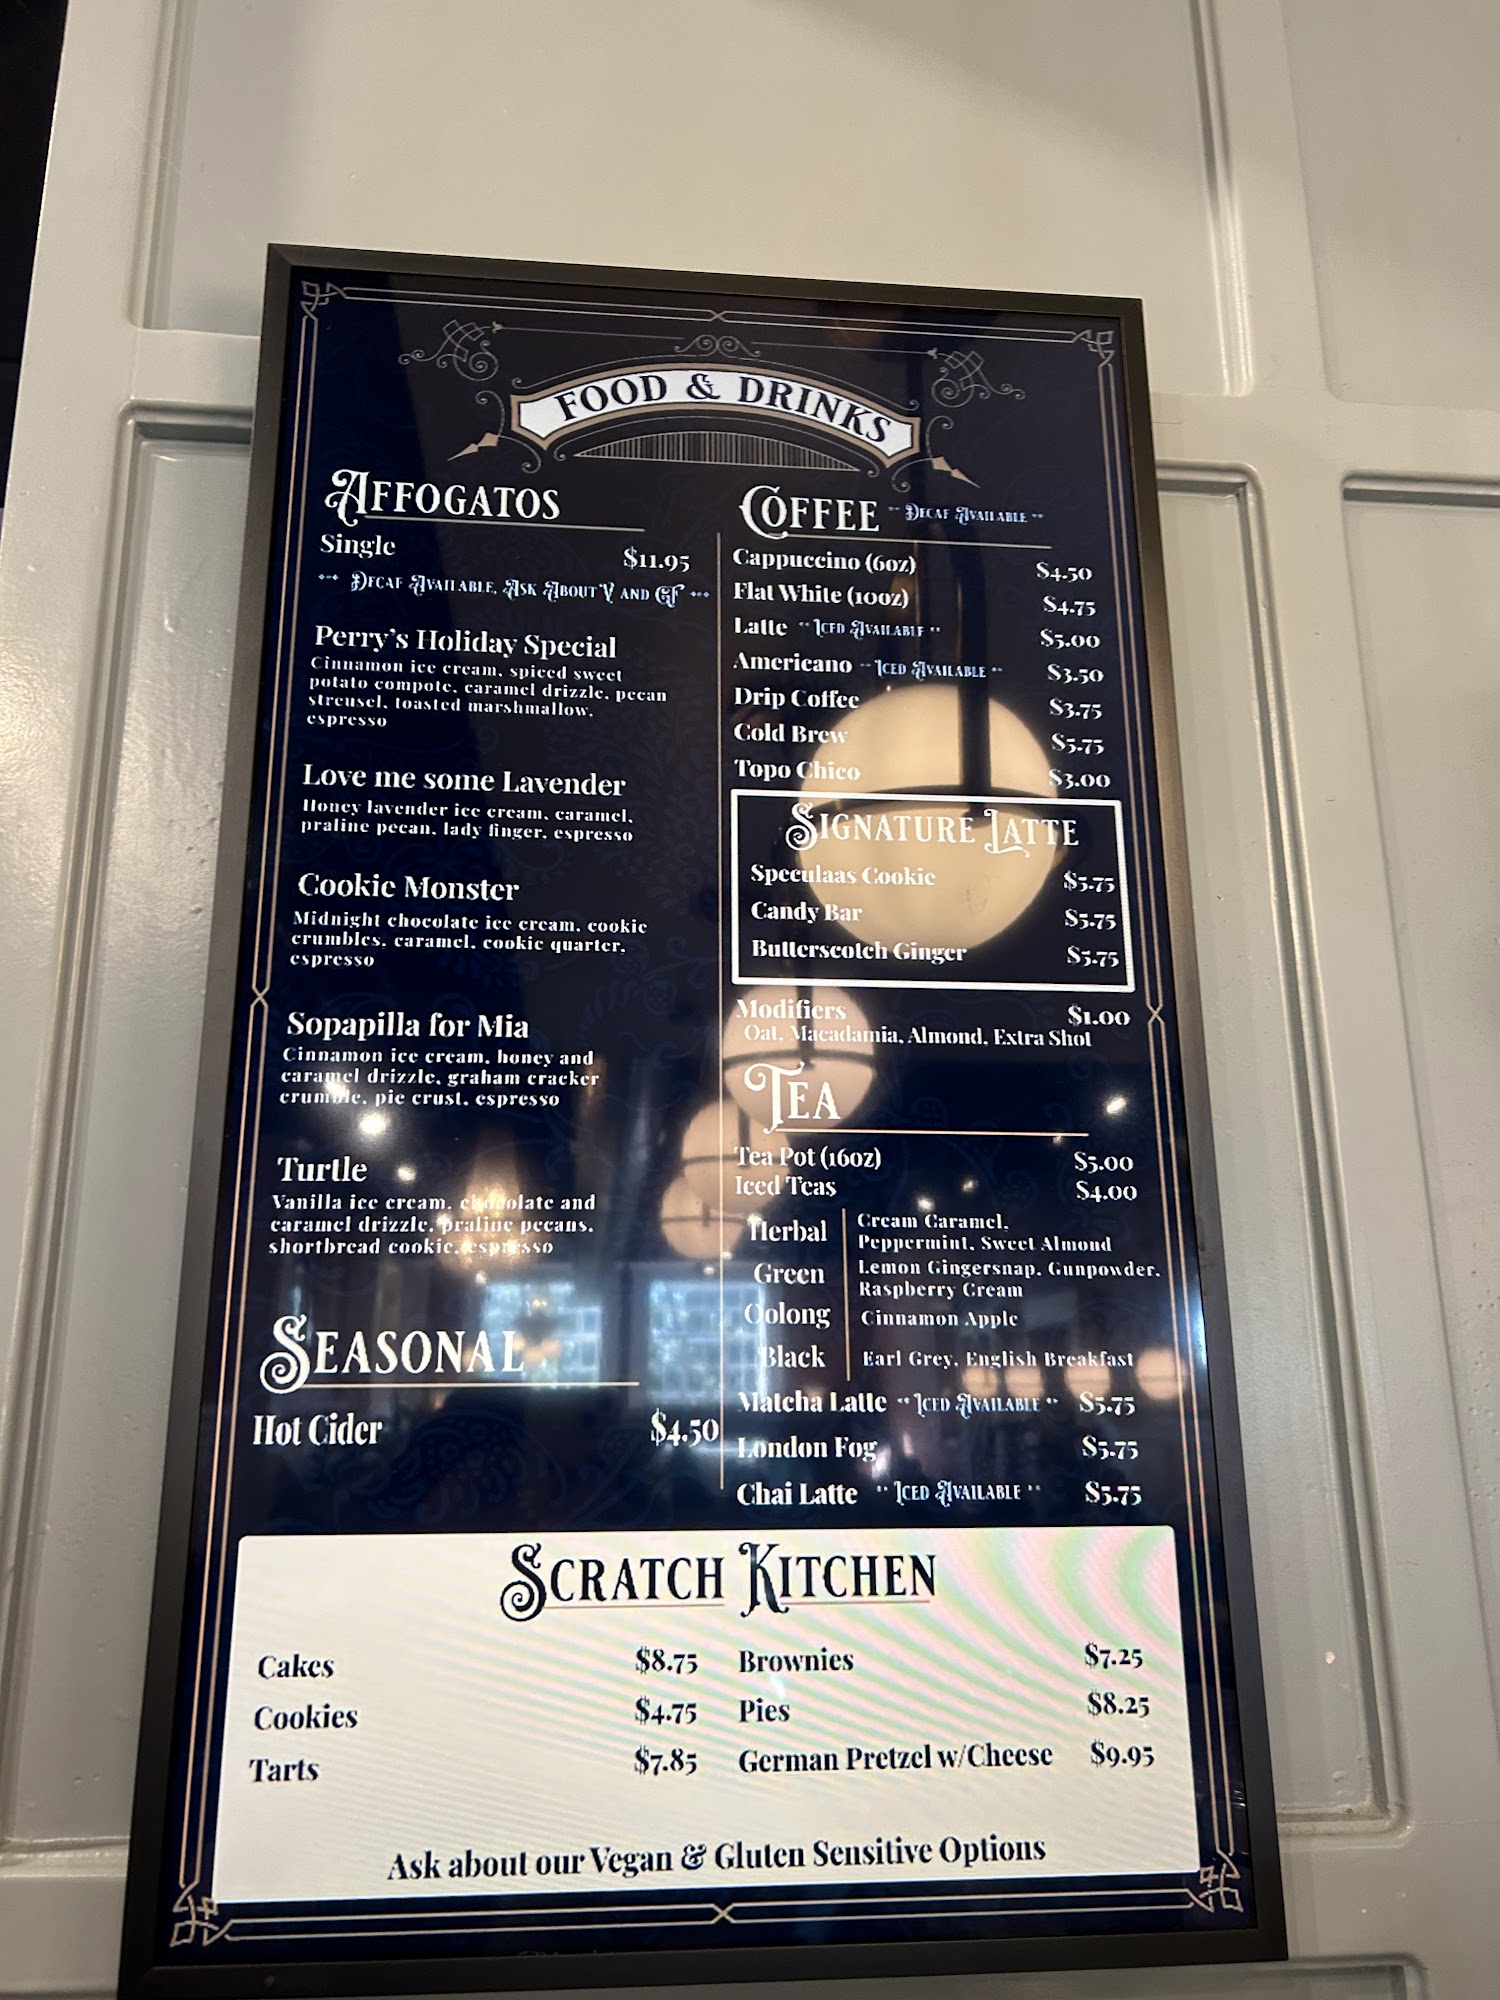 FOOD & DRINKS
AFFOGATOS
Single $11.95
Decaf Available, Ask About V and GF
Perry's Holiday Special
Cinnamon ice cream, spiced sweet
potato compote, caramel drizzle, pecan
streusel, toasted marshmallow,
espresso
Love me some Lavender
Honey lavender ice cream, caramel,
praline pecan, lady finger, espresso
Cookie Monster
Midnight chocolate ice cream, cookie
crumbles, caramel, cookie quarter,
espresso
Sopapilla for Mia
Cinnamon ice cream, honey and
caramel drizzle, graham cracker
crumble, pie crust, espresso
Turtle
Vanilla ice cream, chocolate and
caramel drizzle, praline pecans,
shortbread cookie, espresso
SEASONAL
Hot Cider $4.50
COFFEE ** Decaf Available **
Cappuccino (6oz) $4.50
Flat White (10oz) $4.75
Latte ** Iced Available ** $5.00
Americano ** Iced Available ** $3.50
Drip Coffee $3.75
Cold Brew $5.75
Topo Chico $3.00
SIGNATURE LATTE
Speculaas Cookie $5.75
Candy Bar $5.75
Butterscotch Ginger $5.75
Modifiers $1.00
Oat, Macadamia, Almond, Extra Shot
TEA
Tea Pot (16oz) $5.00
Iced Teas $4.00
Herbal Cream Caramel,
Peppermint, Sweet Almond
Green Lemon Gingersnap, Gunpowder,
Raspberry Cream
Oolong Cinnamon Apple
Black Earl Grey, English Breakfast
Matcha Latte ** Iced Available ** $5.75
London Fog $5.75
Chai Latte ** Iced Available ** $5.75
SCRATCH KITCHEN
Cakes $8.75 Brownies $7.25
Cookies $4.75 Pies $8.25
Tarts $7.85 German Pretzel w/Cheese $9.95
Ask about our Vegan & Gluten Sensitive Options